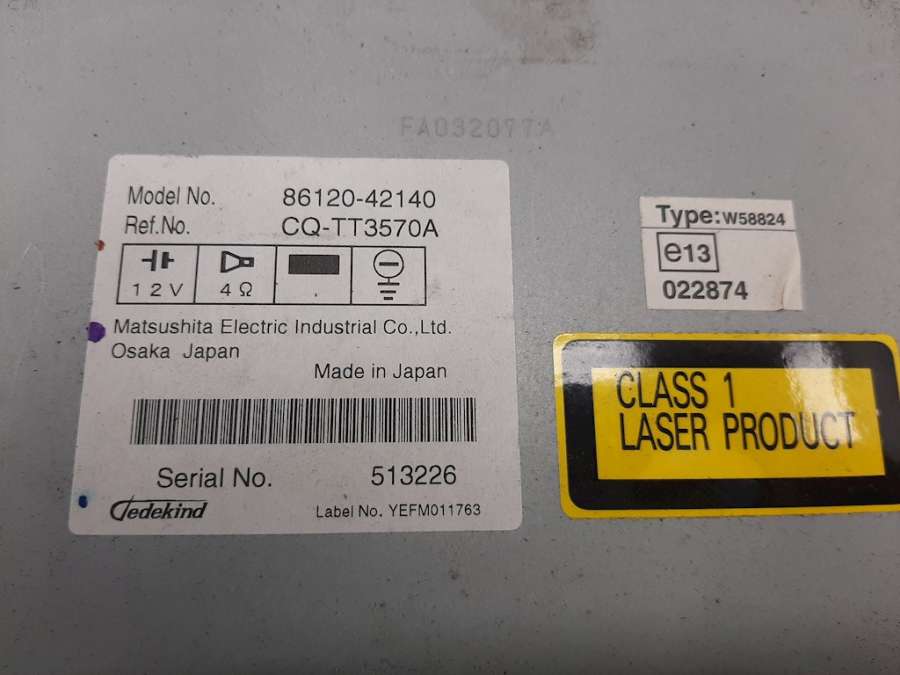 FA032077A
Model No. 86120-42140
Ref.No. CQ-TT3570A
12V 4Ω
Matsushita Electric Industrial Co.,Ltd.
Osaka Japan
Made in Japan
Serial No. 513226
Jedekind Label No. YEFM011763
Type:W58824
e13
022874
CLASS 1
LASER PRODUCT